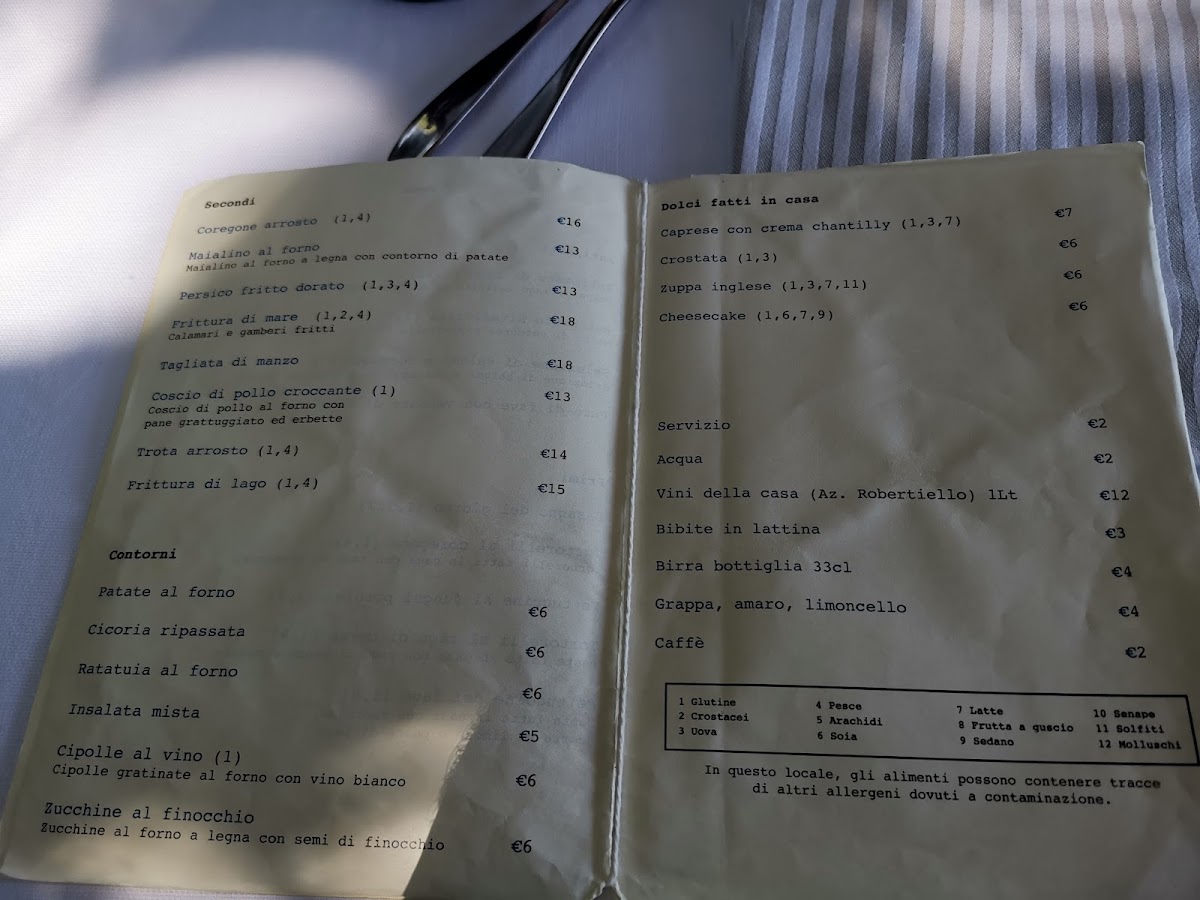 Secondi
Coregone arrosto (1,4) €16
Maialino al forno €13
Maialino al forno a legna con contorno di patate
Persico fritto dorato (1,3,4) €13
Frittura di mare (1,2,4) €18
Calamari e gamberi fritti
Tagliata di manzo €18
Coscio di pollo croccante (1) €13
Coscio di pollo al forno con
pane grattuggiato ed erbette
Trota arrosto (1,4) €14
Frittura di lago (1,4) €15
Contorni
Patate al forno €6
Cicoria ripassata €6
Ratatuia al forno €6
Insalata mista €5
Cipolle al vino (1) €6
Cipolle gratinate al forno con vino bianco
Zucchine al finocchio €6
Zucchine al forno a legna con semi di finocchio
Dolci fatti in casa
Caprese con crema chantilly (1,3,7) €7
Crostata (1,3) €6
Zuppa inglese (1,3,7,11) €6
Cheesecake (1,6,7,9) €6
Servizio €2
Acqua €2
Vini della casa (Az. Robertiello) 1Lt €12
Bibite in lattina €3
Birra bottiglia 33cl €4
Grappa, amaro, limoncello €4
Caffè €2
1 Glutine 4 Pesce 7 Latte 10 Senape
2 Crostacei 5 Arachidi 8 Frutta a guscio 11 Solfiti
3 Uova 6 Soia 9 Sedano 12 Molluschi
In questo locale, gli alimenti possono contenere tracce
di altri allergeni dovuti a contaminazione.